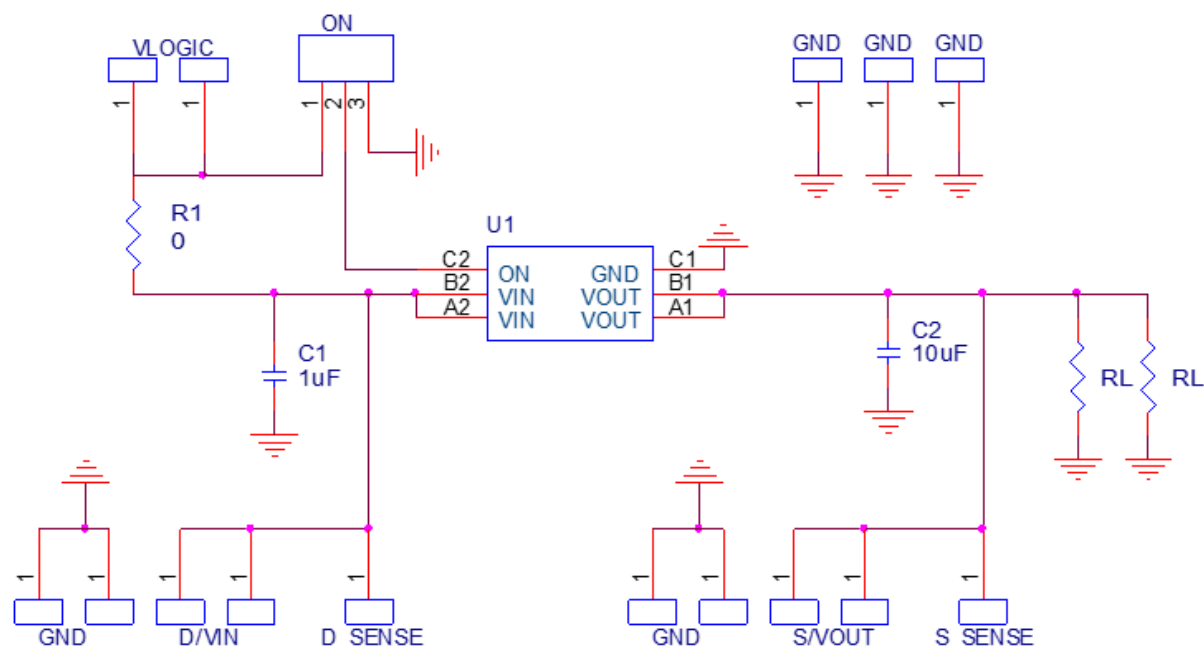 ON
VLOGIC
GND GND GND
1 1 1 2 3 1 1 1
R1
0
U1
C2 ON GND C1
B2 VIN VOUT B1
A2 VIN VOUT A1
C1
1uF
C2
10uF
RL RL
1 1 1 1 1 1 1 1 1 1
GND D/VIN D SENSE GND S/VOUT S SENSE